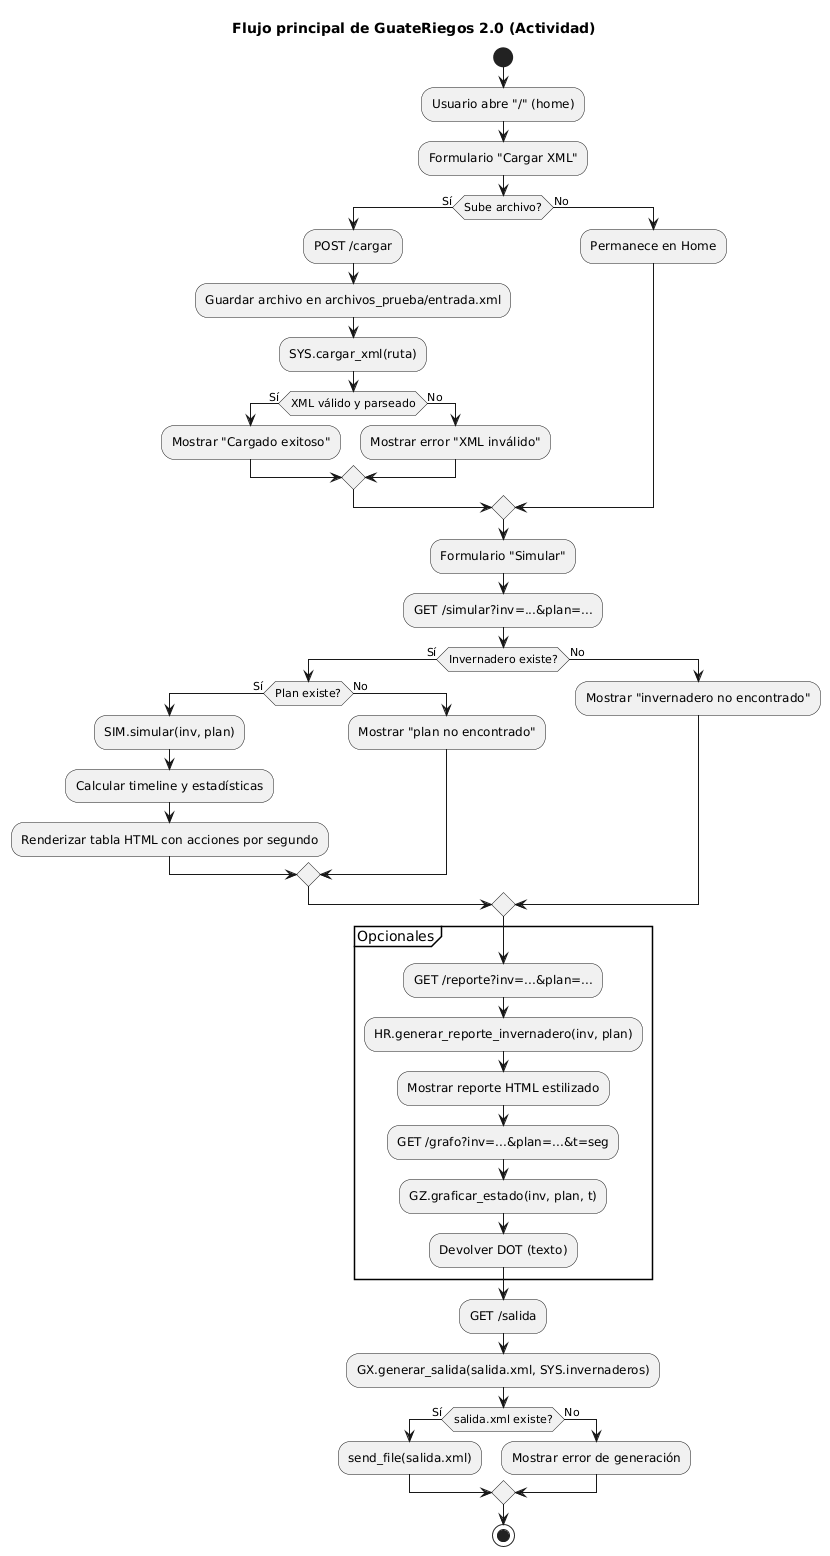 Flujo principal de GuateRiegos 2.0 (Actividad)
Usuario abre "/" (home)
Formulario "Cargar XML"
Sube archivo?
Sí
No
POST /cargar
Permanece en Home
Guardar archivo en archivos_prueba/entrada.xml
SYS.cargar_xml(ruta)
XML válido y parseado
Sí
No
Mostrar "Cargado exitoso"
Mostrar error "XML inválido"
Formulario "Simular"
GET /simular?inv=...&plan=...
Invernadero existe?
Sí
No
Plan existe?
Sí
No
Mostrar "invernadero no encontrado"
SIM.simular(inv, plan)
Mostrar "plan no encontrado"
Calcular timeline y estadísticas
Renderizar tabla HTML con acciones por segundo
Opcionales
GET /reporte?inv=...&plan=...
HR.generar_reporte_invernadero(inv, plan)
Mostrar reporte HTML estilizado
GET /grafo?inv=...&plan=...&t=seg
GZ.graficar_estado(inv, plan, t)
Devolver DOT (texto)
GET /salida
GX.generar_salida(salida.xml, SYS.invernaderos)
salida.xml existe?
Sí
No
send_file(salida.xml)
Mostrar error de generación